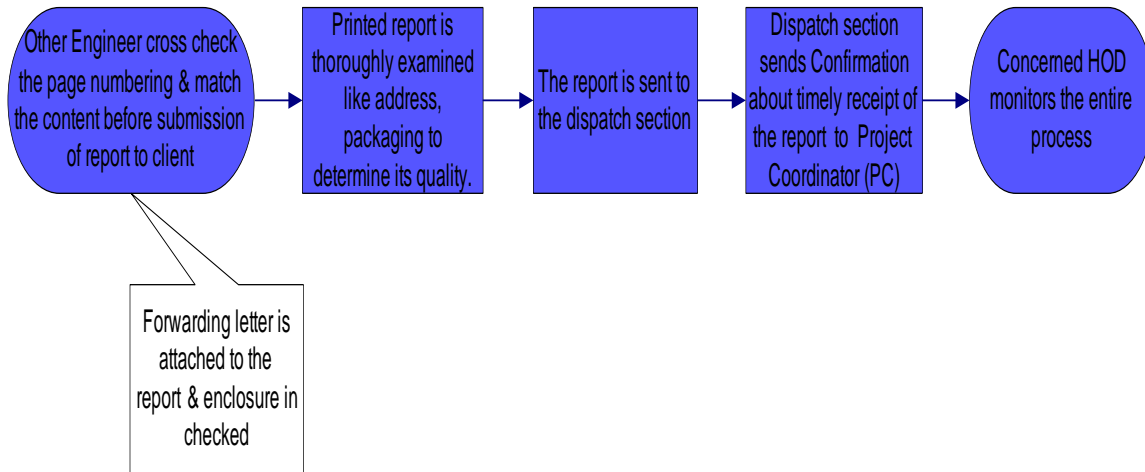 Other Engineer cross check
the page numbering & match
the content before submission
of report to client
Printed report is
thoroughly examined
like address,
packaging to
determine its quality.
The report is sent to
the dispatch section
Dispatch section
sends Confirmation
about timely receipt of
the report to Project
Coordinator (PC)
Concerned HOD
monitors the entire
process
Forwarding letter is
attached to the
report & enclosure in
checked